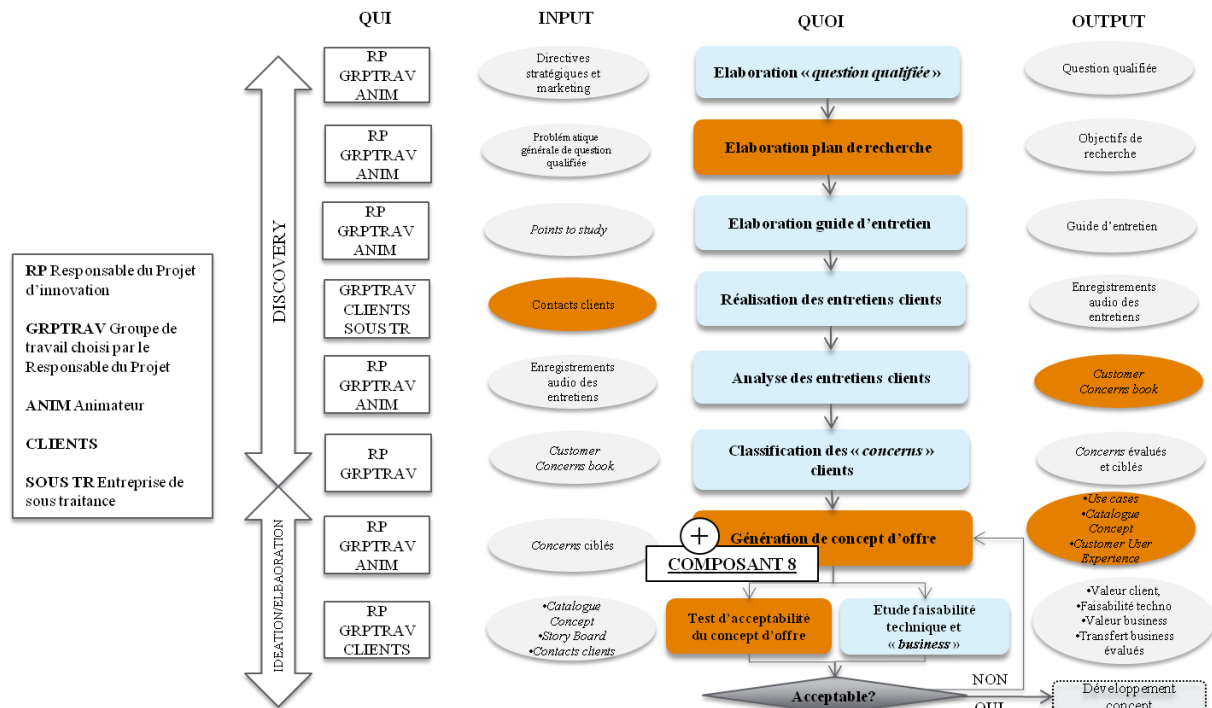 QUI
INPUT
QUOI
OUTPUT
RP
GRPTRAV
ANIM
Directives
stratégiques et
marketing
Elaboration « question qualifiée »
Question qualifiée
RP
GRPTRAV
ANIM
Problématique
générale de question
qualifiée
Elaboration plan de recherche
Objectifs de
recherche
RP
GRPTRAV
ANIM
Points to study
Elaboration guide d’entretien
Guide d’entretien
GRPTRAV
CLIENTS
SOUS TR
Contacts clients
Réalisation des entretiens clients
Enregistrements
audio des
entretiens
RP
GRPTRAV
ANIM
Enregistrements
audio des
entretiens
Analyse des entretiens clients
Customer
Concerns book
RP
GRPTRAV
Customer
Concerns book
Classification des « concerns »
clients
Concerns évalués
et ciblés
RP
GRPTRAV
ANIM
Concerns ciblés
Génération de concept d’offre
+
COMPOSANT 8
•Use cases
•Catalogue
Concept
•Customer User
Experience
RP
GRPTRAV
CLIENTS
•Catalogue
Concept
•Story Board
•Contacts clients
Test d’acceptabilité
du concept d’offre
Etude faisabilité
technique et
« business »
•Valeur client,
•Faisabilité techno
•Valeur business
•Transfert business
évalués
Acceptable?
NON
OUI
Développement
concept
DISCOVERY
IDEATION/ELBAORATION
RP Responsable du Projet
d’innovation
GRPTRAV Groupe de
travail choisi par le
Responsable du Projet
ANIM Animateur
CLIENTS
SOUS TR Entreprise de
sous traitance